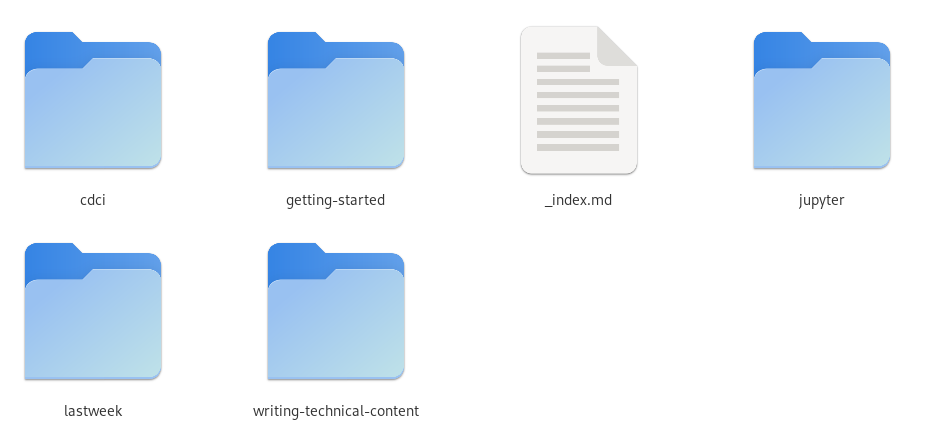 cdci
getting-started
_index.md
jupyter
lastweek
writing-technical-content